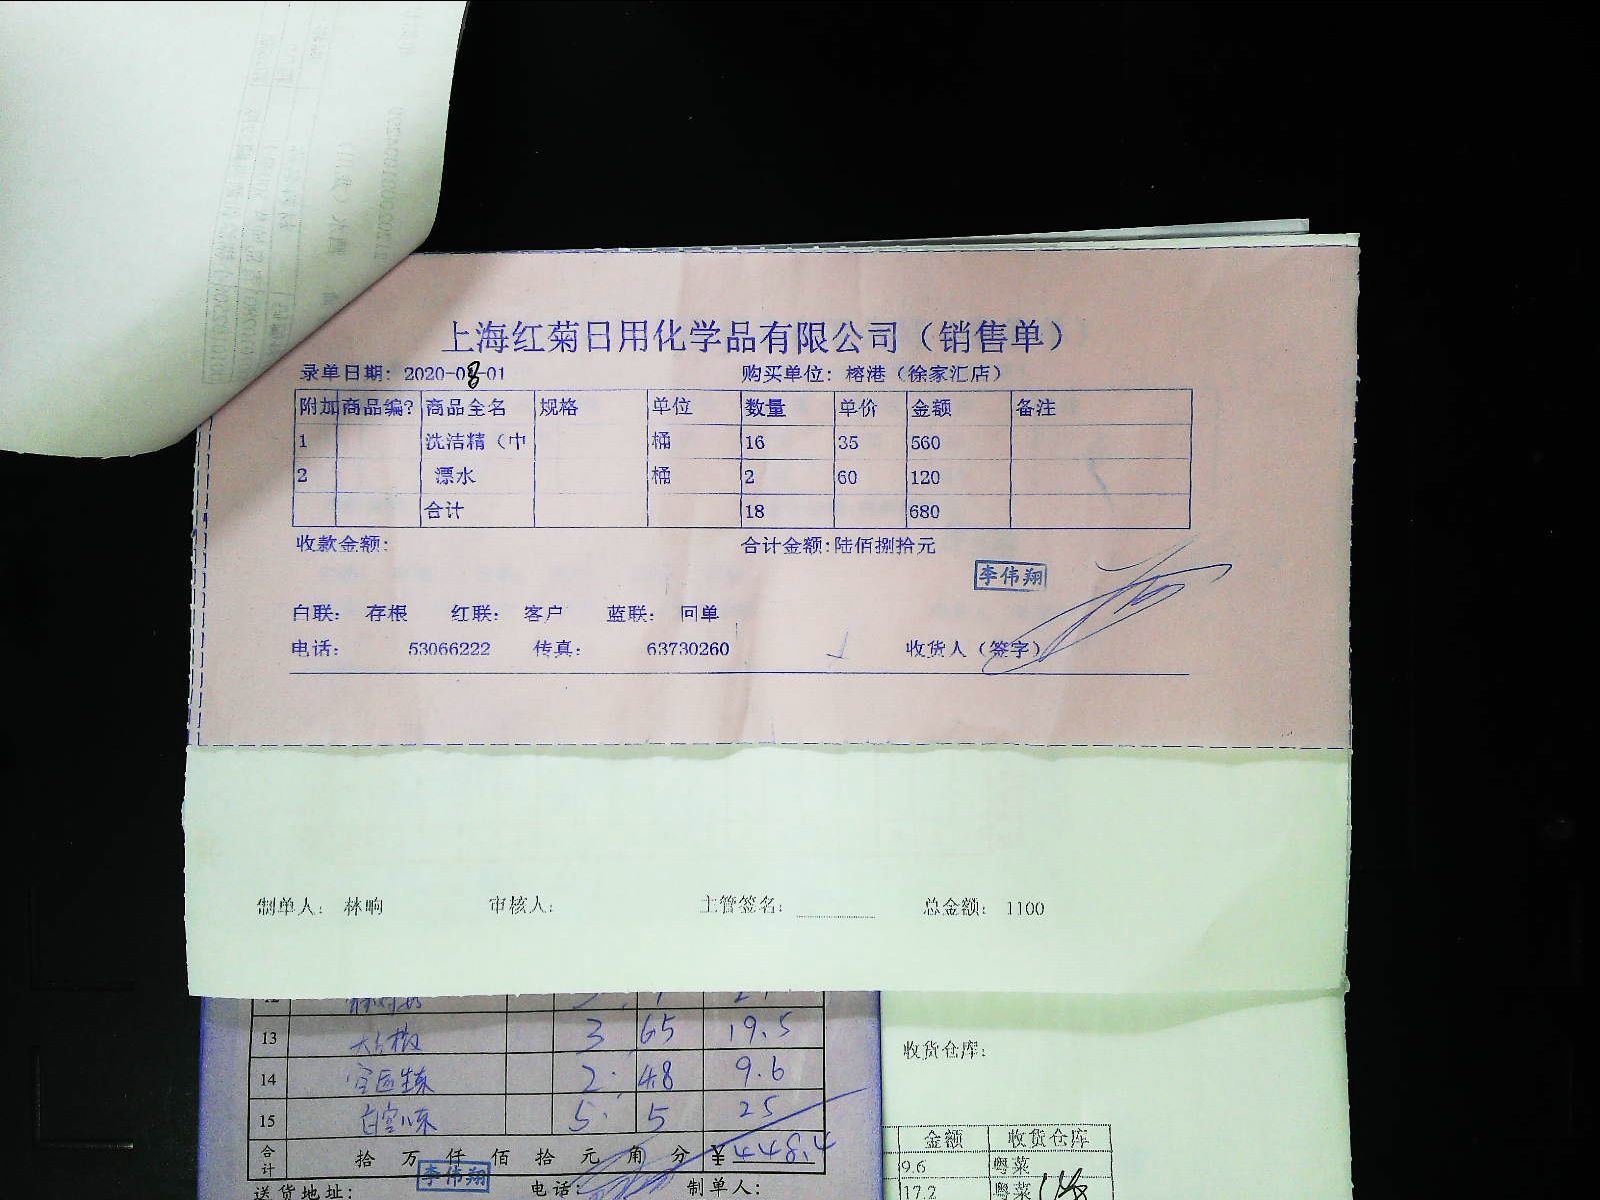 上海红菊日用化学品有限公司（销售单）
录单日期: 2020-08-01 购买单位: 榕港（徐家汇店）
附加 商品编? 商品全名 规格 单位 数量 单价 金额 备注
1 洗洁精（巾 桶 16 35 560
2 漂水 桶 2 60 120
合计 18 680
收款金额: 合计金额:陆佰捌拾元
李伟翔
白联: 存根 红联: 客户 蓝联: 回单
电话: 53066222 传真: 63730260 收货人（签字）
制单人: 林晌 审核人: 主管签名: 总金额: 1100
13 3 65 19.5
14 2. 4.8 9.6
15 5. 5 25
合计 拾 万 仟 佰 拾 元 角 分 ¥448.4
李伟翔
送货地址: 电话: 制单人:
收货仓库:
金额 收货仓库
9.6 粤菜
17.2 粤菜